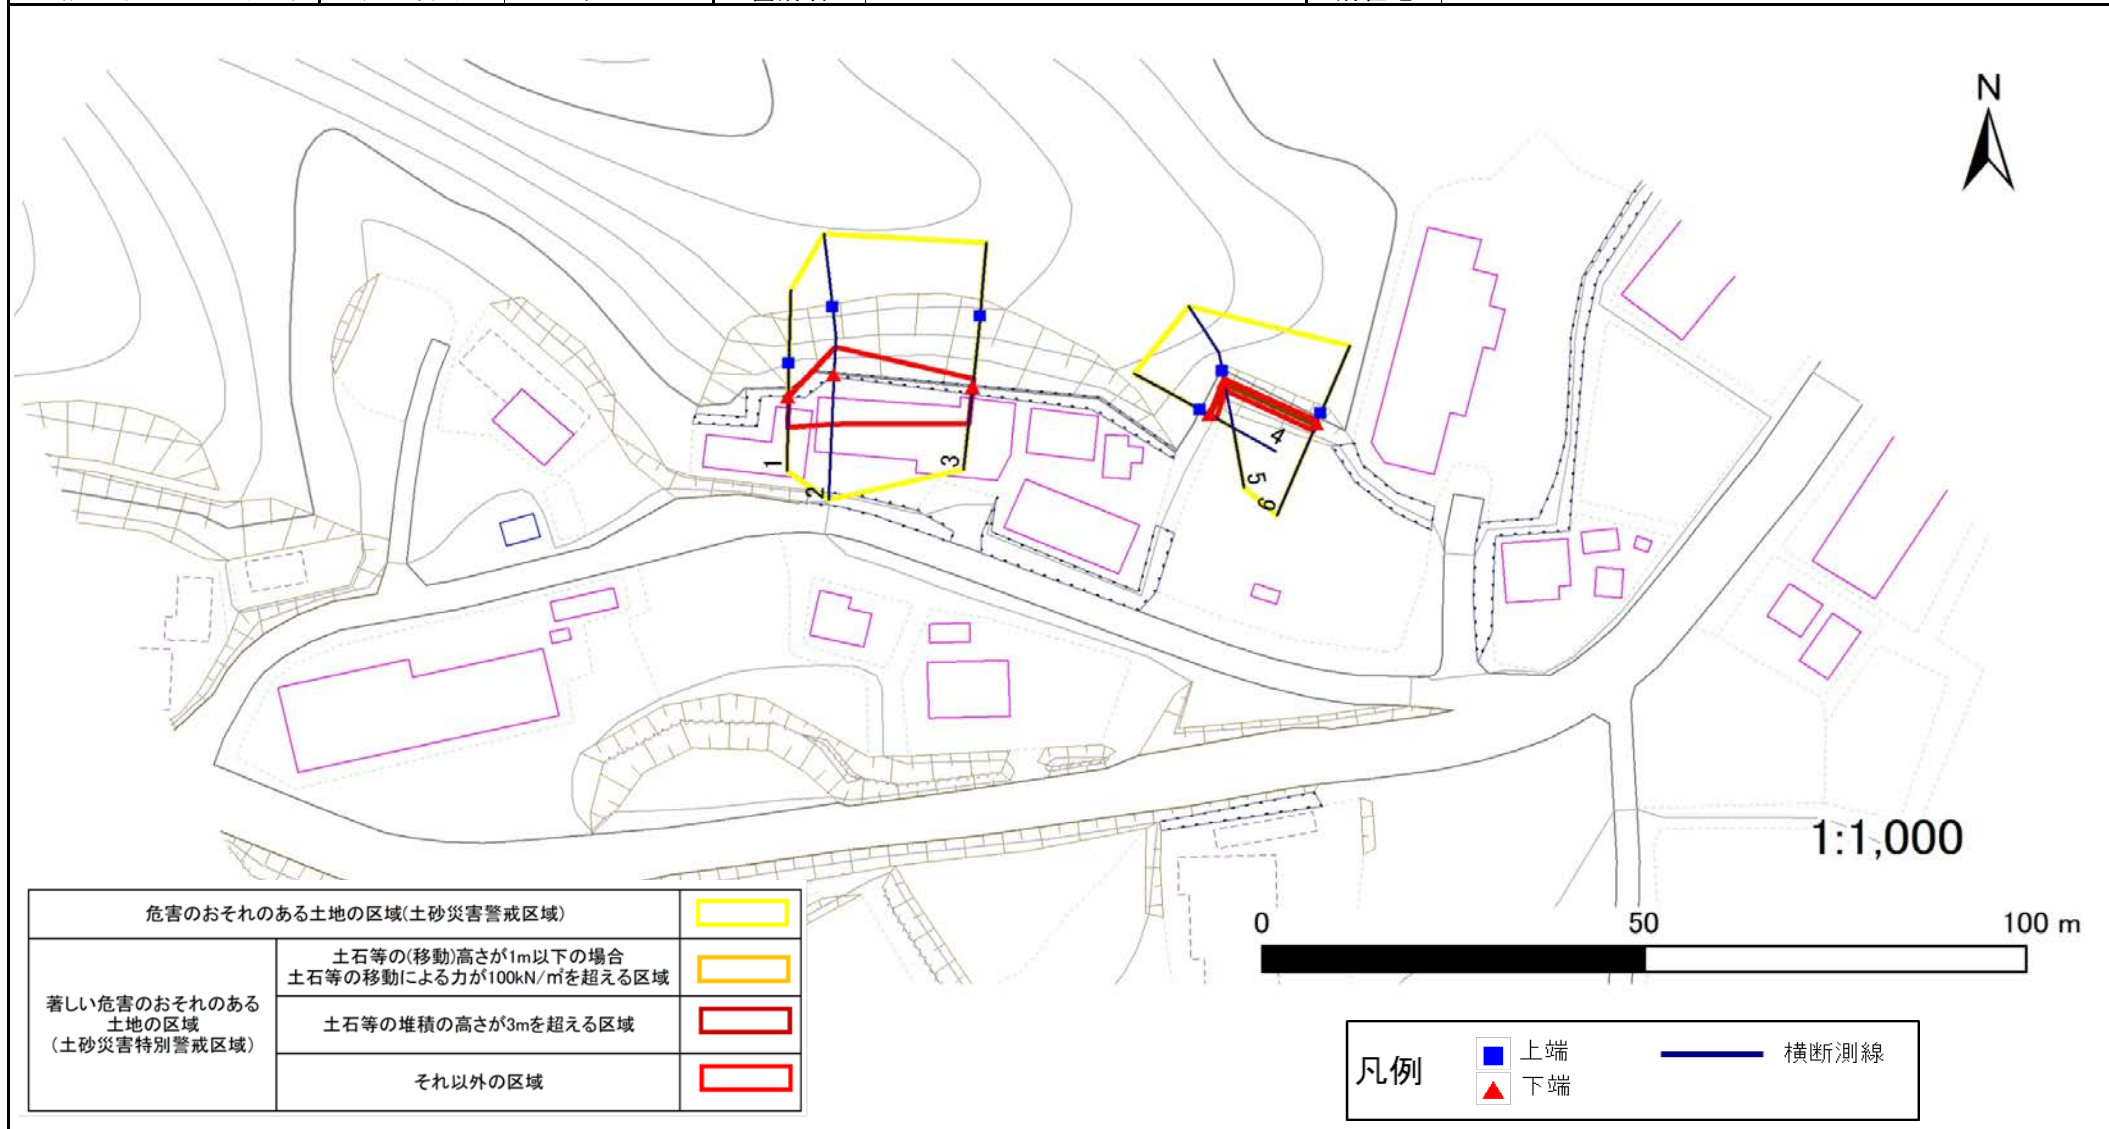 N
1
2
3
4
5
6
1:1,000
0 50 100 m
危害のおそれのある土地の区域(土砂災害警戒区域)
著しい危害のおそれのある
土地の区域
(土砂災害特別警戒区域)
土石等の(移動)高さが1m以下の場合
土石等の移動による力が100kN/㎡を超える区域
土石等の堆積の高さが3mを超える区域
それ以外の区域
凡例
上端
下端
横断測線